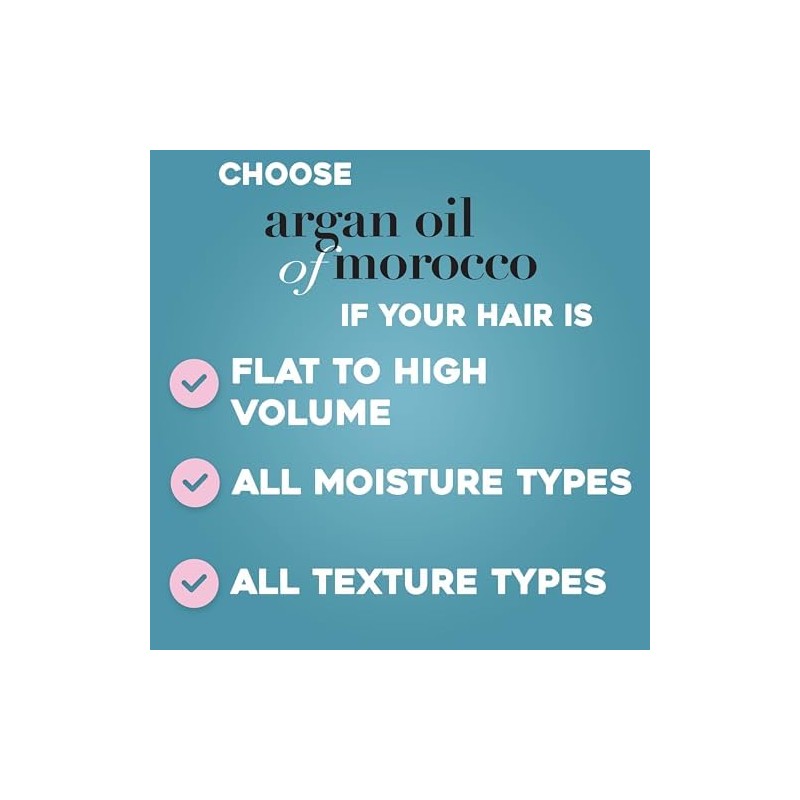 CHOOSE
argan oil
of morocco
IF YOUR HAIR IS
FLAT TO HIGH
VOLUME
ALL MOISTURE TYPES
ALL TEXTURE TYPES